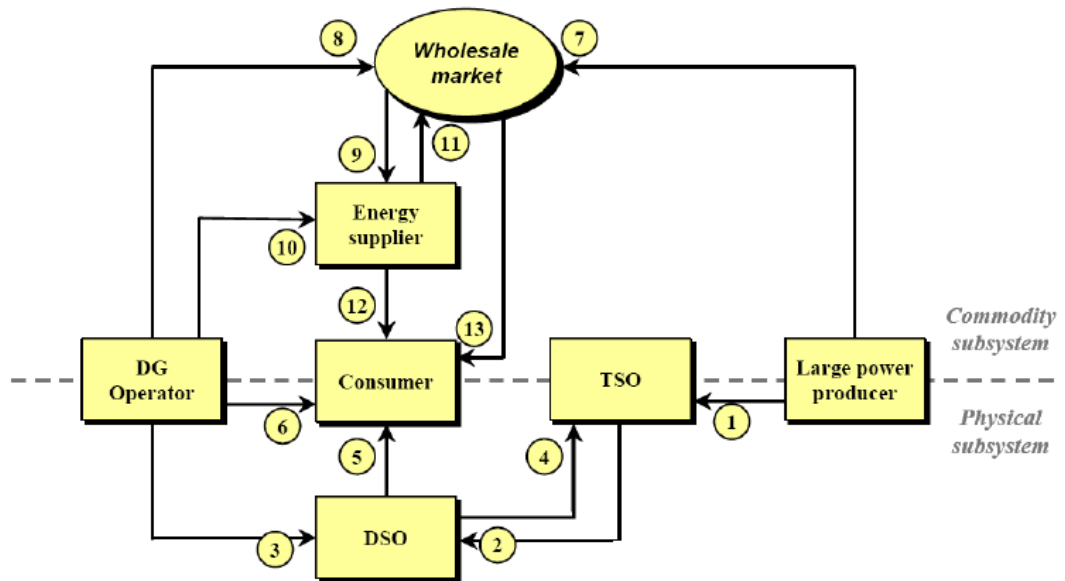 8
Wholesale
market
7
9
11
Energy
supplier
10
12
13
Commodity
subsystem
DG
Operator
Consumer
TSO
Large power
producer
6
1
Physical
subsystem
5
4
3
DSO
2